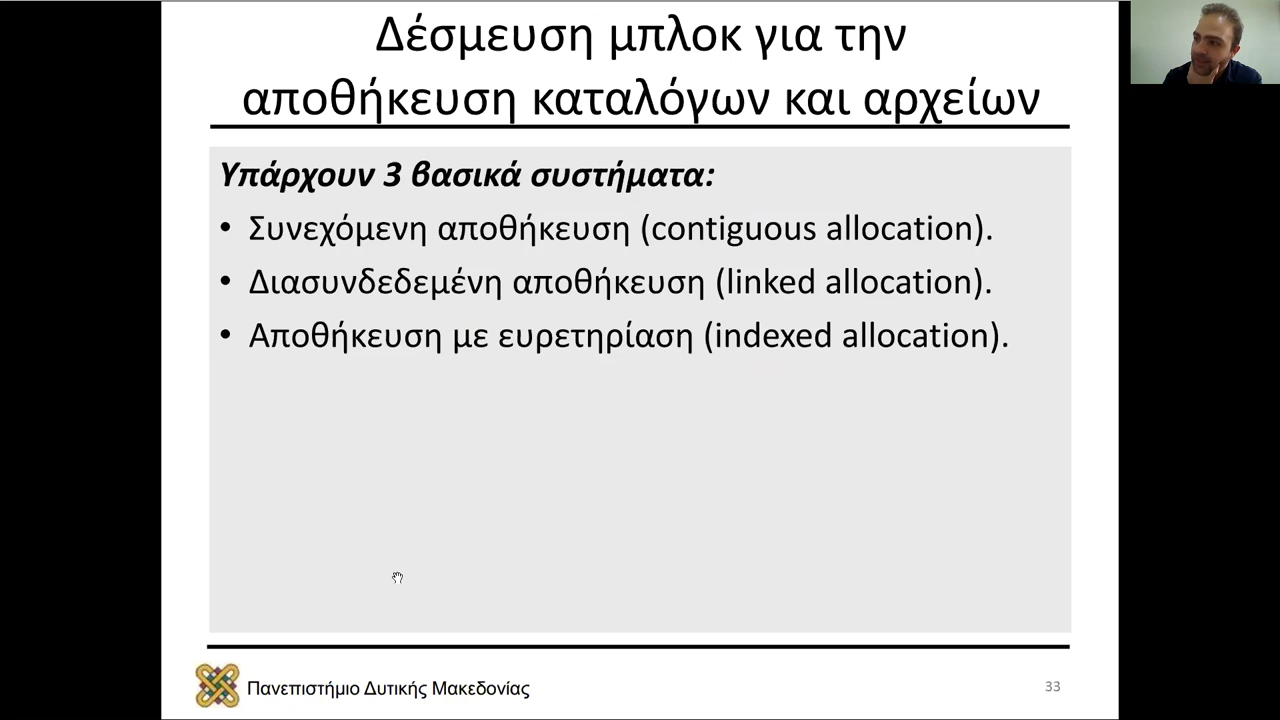 Δέσμευση μπλοκ για την
αποθήκευση καταλόγων και αρχείων
Υπάρχουν 3 βασικά συστήματα:
• Συνεχόμενη αποθήκευση (contiguous allocation).
• Διασυνδεδεμένη αποθήκευση (linked allocation).
• Αποθήκευση με ευρετηρίαση (indexed allocation).
Πανεπιστήμιο Δυτικής Μακεδονίας
33